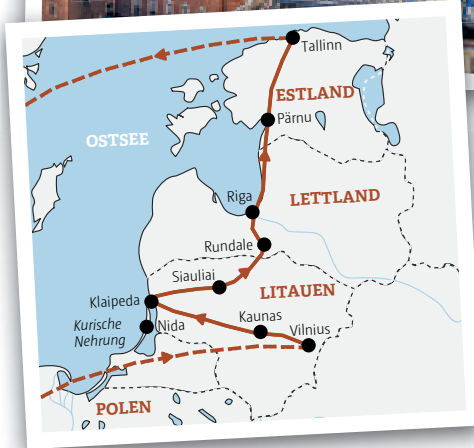 Tallinn
ESTLAND
Pärnu
OSTSEE
Riga
LETTLAND
Rundale
Siauliai
LITAUEN
Klaipeda
Kaunas
Kurische
Nehrung
Nida
Vilnius
POLEN